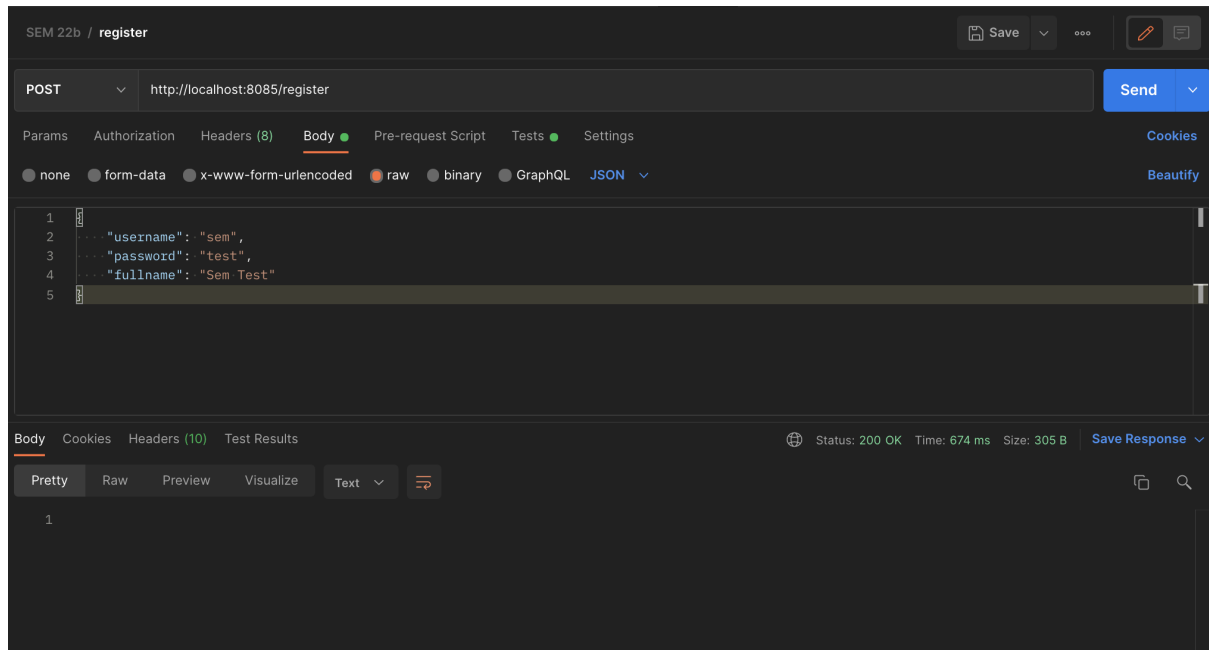 SEM 22b / register
Save
POST http://localhost:8085/register Send
Params Authorization Headers (8) Body Pre-request Script Tests Settings Cookies
none form-data x-www-form-urlencoded raw binary GraphQL JSON Beautify
1 {
2 "username": "sem",
3 "password": "test",
4 "fullname": "Sem Test"
5 }
Body Cookies Headers (10) Test Results Status: 200 OK Time: 674 ms Size: 305 B Save Response
Pretty Raw Preview Visualize Text
1